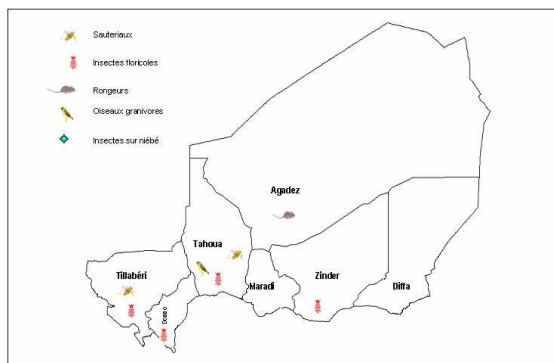 Sauteriaux
Insectes floricoles
Rongeurs
Oiseaux granivores
Insectes sur niébé
Agadez
Tahoua
Tillabéri
Maradi
Zinder
Diffa
Dosso